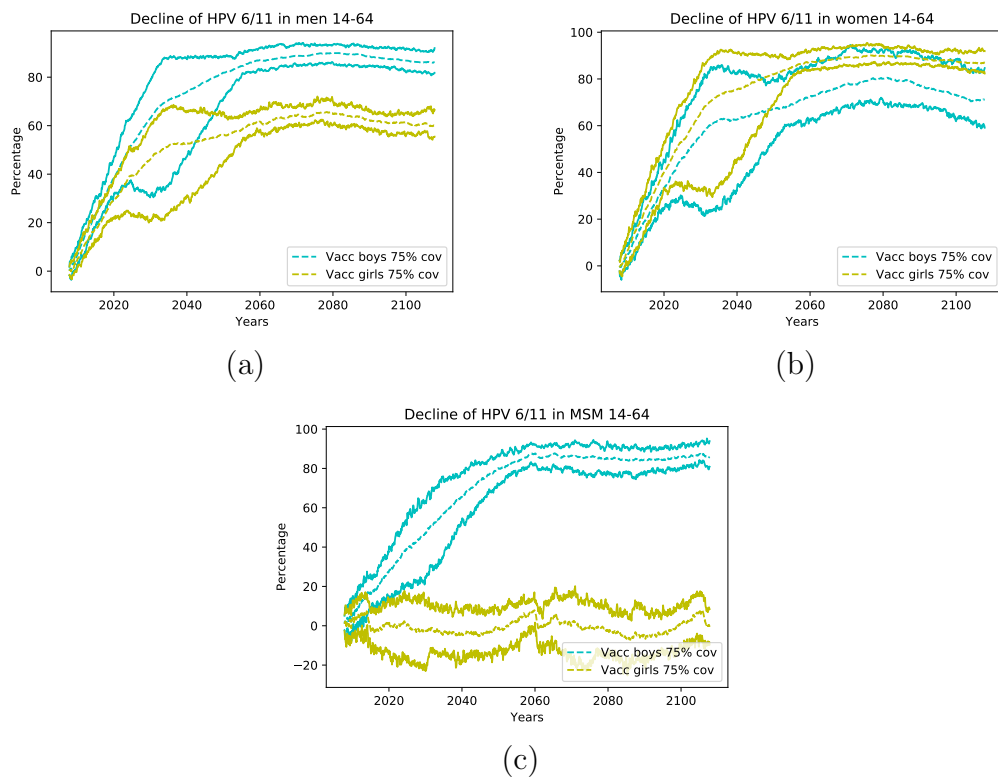 Decline of HPV 6/11 in men 14-64
Percentage
80
60
40
20
0
Vacc boys 75% cov
Vacc girls 75% cov
2020 2040 2060 2080 2100
Years
(a)
Decline of HPV 6/11 in women 14-64
Percentage
100
80
60
40
20
0
Vacc boys 75% cov
Vacc girls 75% cov
2020 2040 2060 2080 2100
Years
(b)
Decline of HPV 6/11 in MSM 14-64
Percentage
100
80
60
40
20
0
−20
Vacc boys 75% cov
Vacc girls 75% cov
2020 2040 2060 2080 2100
Years
(c)